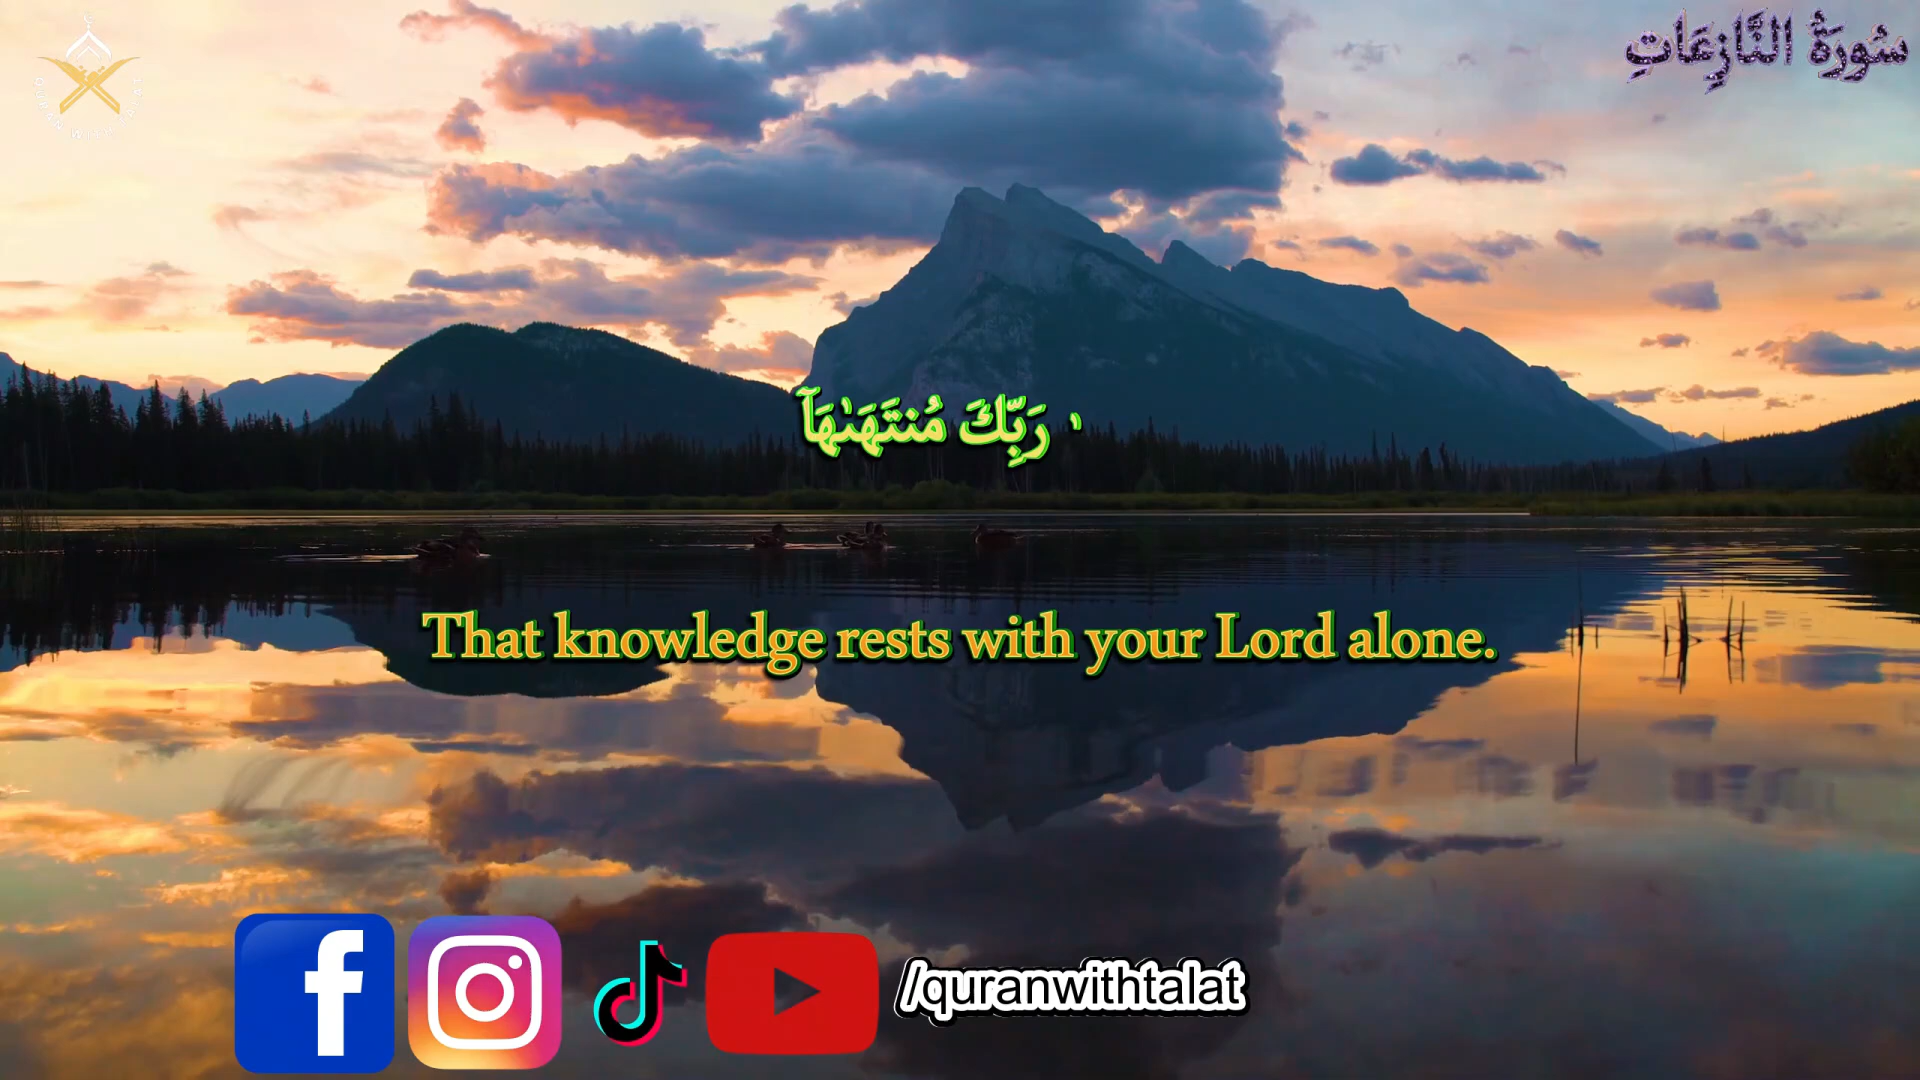 سُورَةُ النَّازِعَاتِ
رَبِّكَ مُنتَهَىٰهَآ
That knowledge rests with your Lord alone.
/quranwithtalat